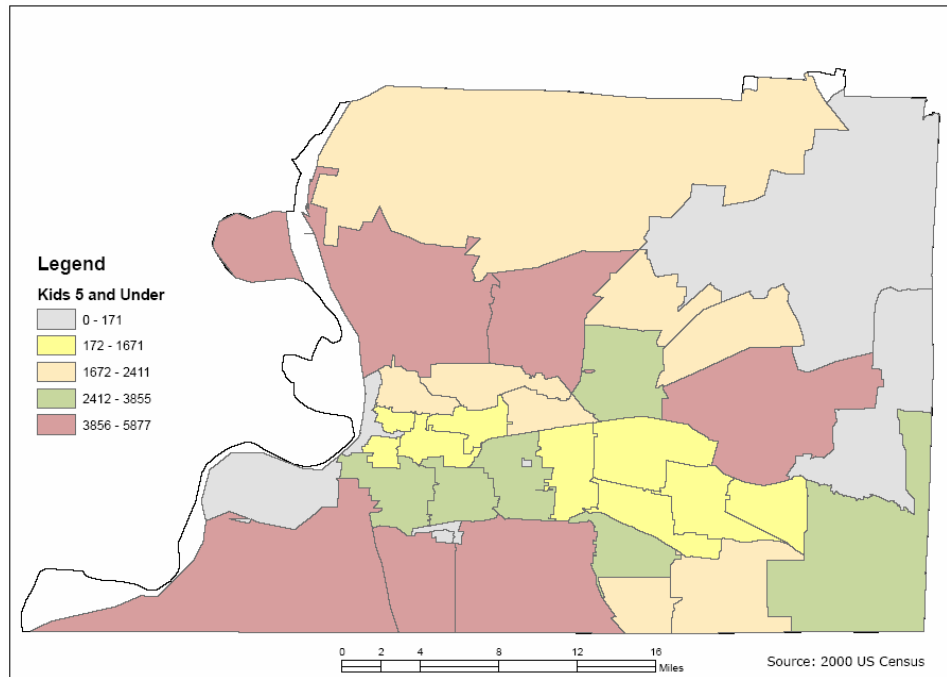 Legend
Kids 5 and Under
0 - 171
172 - 1671
1672 - 2411
2412 - 3855
3856 - 5877
0 2 4 8 12 16
Miles
Source: 2000 US Census